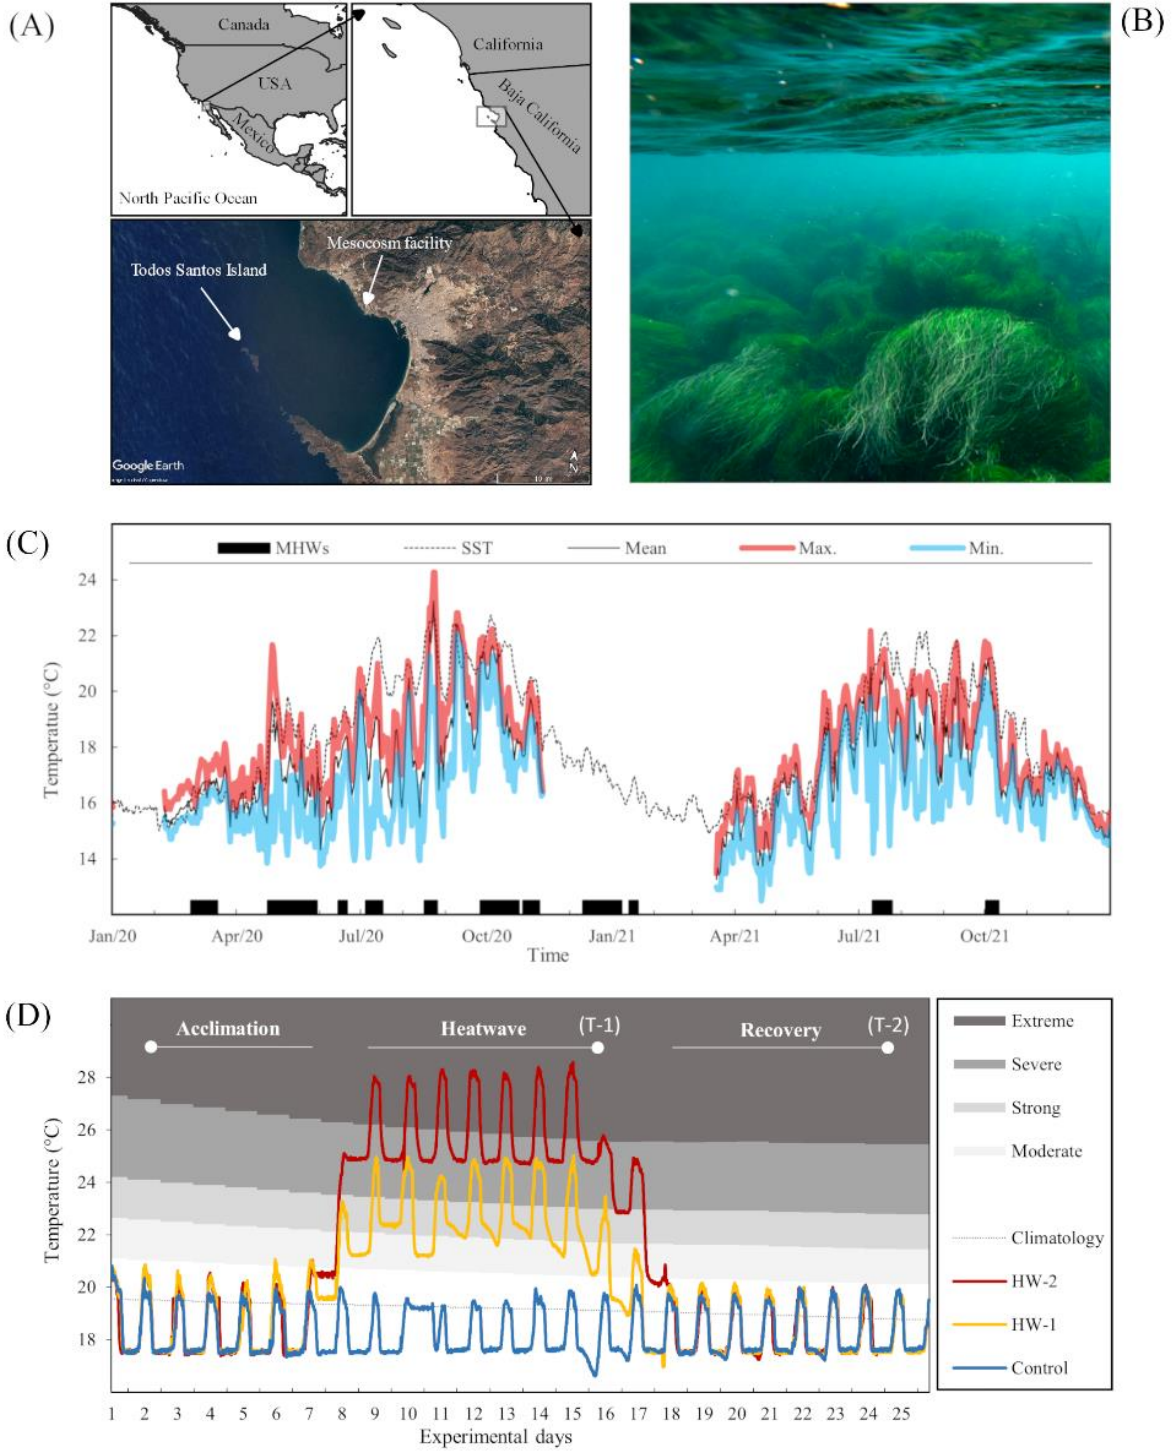 (A)
Canada
USA
Mexico
North Pacific Ocean
California
Baja California
(B)
Mesocosm facility
Todos Santos Island
Google Earth
N
(C)
MHWs
SST
Mean
Max.
Min.
24
22
20
18
16
14
Temperatue (°C)
Jan/20
Apr/20
Jul/20
Oct/20
Jan/21
Apr/21
Jul/21
Oct/21
Time
(D)
Acclimation
Heatwave
(T-1)
Recovery
(T-2)
28
26
24
22
20
18
Temperature (°C)
1 2 3 4 5 6 7 8 9 10 11 12 13 14 15 16 17 18 19 20 21 22 23 24 25
Experimental days
Extreme
Severe
Strong
Moderate
Climatology
HW-2
HW-1
Control